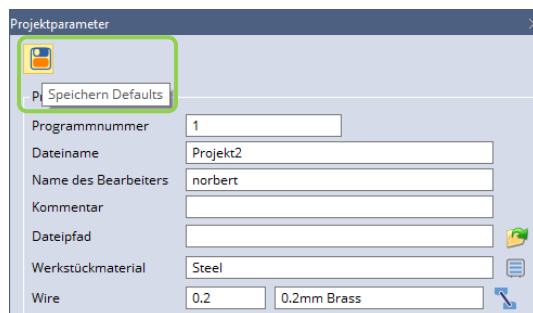 Projektparameter
Speichern Defaults
Programmnummer 1
Dateiname Projekt2
Name des Bearbeiters norbert
Kommentar
Dateipfad
Werkstückmaterial Steel
Wire 0.2 0.2mm Brass